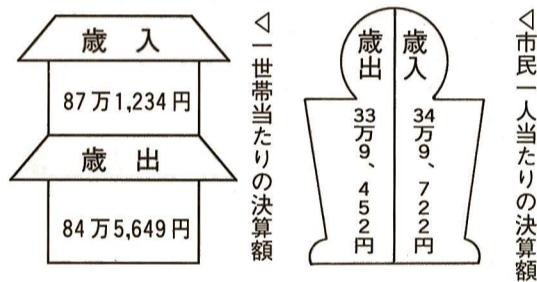 ◁市民一人当たりの決算額
歳入
34万9、722円
歳出
33万9、452円
◁一世帯当たりの決算額
歳入
87万1,234円
歳出
84万5,649円